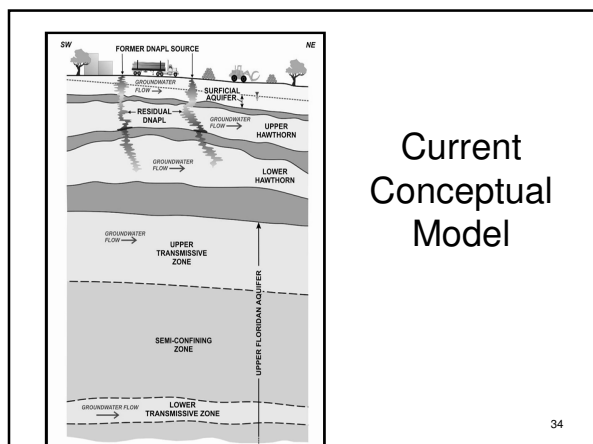 SW
FORMER DNAPL SOURCE
NE
GROUNDWATER
FLOW
SURFICIAL
AQUIFER
RESIDUAL
DNAPL
GROUNDWATER
FLOW
UPPER
HAWTHORN
GROUNDWATER
FLOW
LOWER
HAWTHORN
GROUNDWATER
FLOW
UPPER
TRANSMISSIVE
ZONE
SEMI-CONFINING
ZONE
UPPER FLORIDAN AQUIFER
GROUNDWATER FLOW
LOWER
TRANSMISSIVE ZONE
Current
Conceptual
Model
34